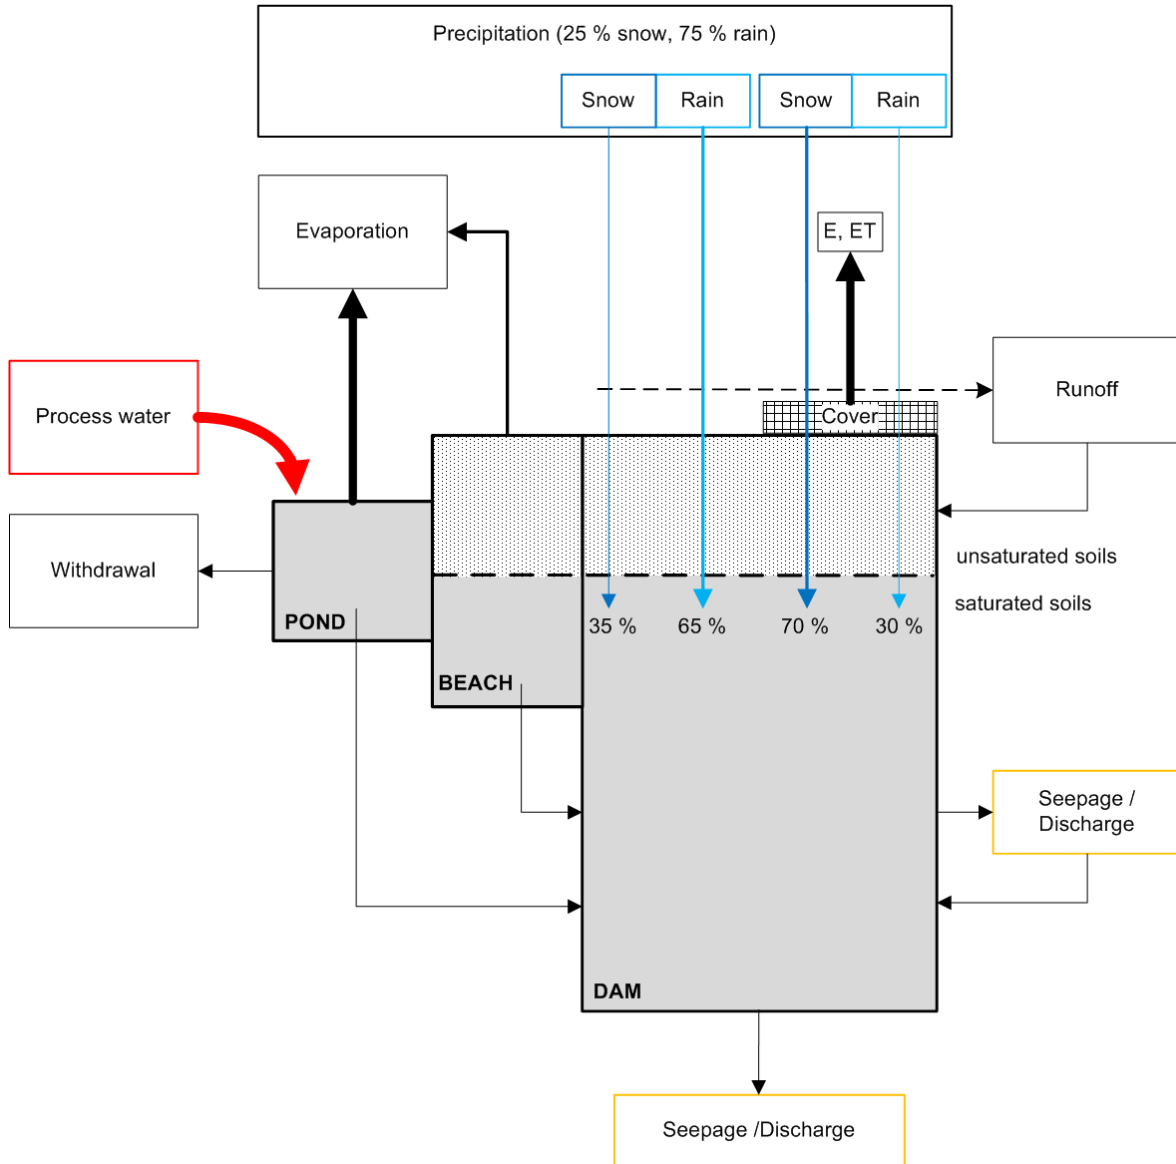 Precipitation (25 % snow, 75 % rain)
Snow
Rain
Snow
Rain
Evaporation
E, ET
Process water
Runoff
Cover
Withdrawal
unsaturated soils
saturated soils
POND
35 %
65 %
70 %
30 %
BEACH
Seepage /
Discharge
DAM
Seepage /Discharge